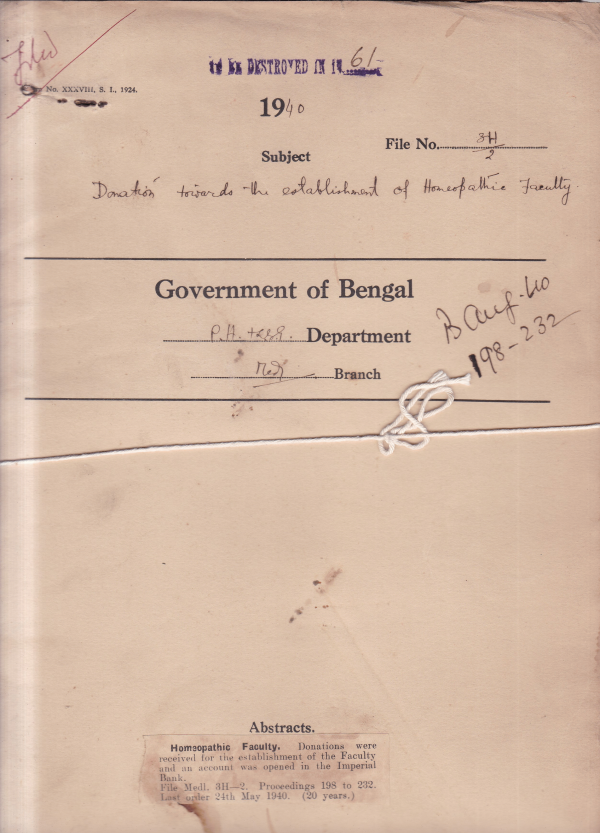 Filed
No. XXXVIII, S. I., 1924.
TO BE DESTROYED IN 19 61
1940
File No. 3H/2
Subject
Donation towards the establishment of Homeopathic Faculty.
Government of Bengal
P.H. & L.S.G. Department
Medl Branch
B Aug-40
198-232
Abstracts.
Homeopathic Faculty. Donations were
received for the establishment of the Faculty
and an account was opened in the Imperial
Bank.
File Medl. 3H—2. Proceedings 198 to 232.
Last order 24th May 1940. (20 years.)